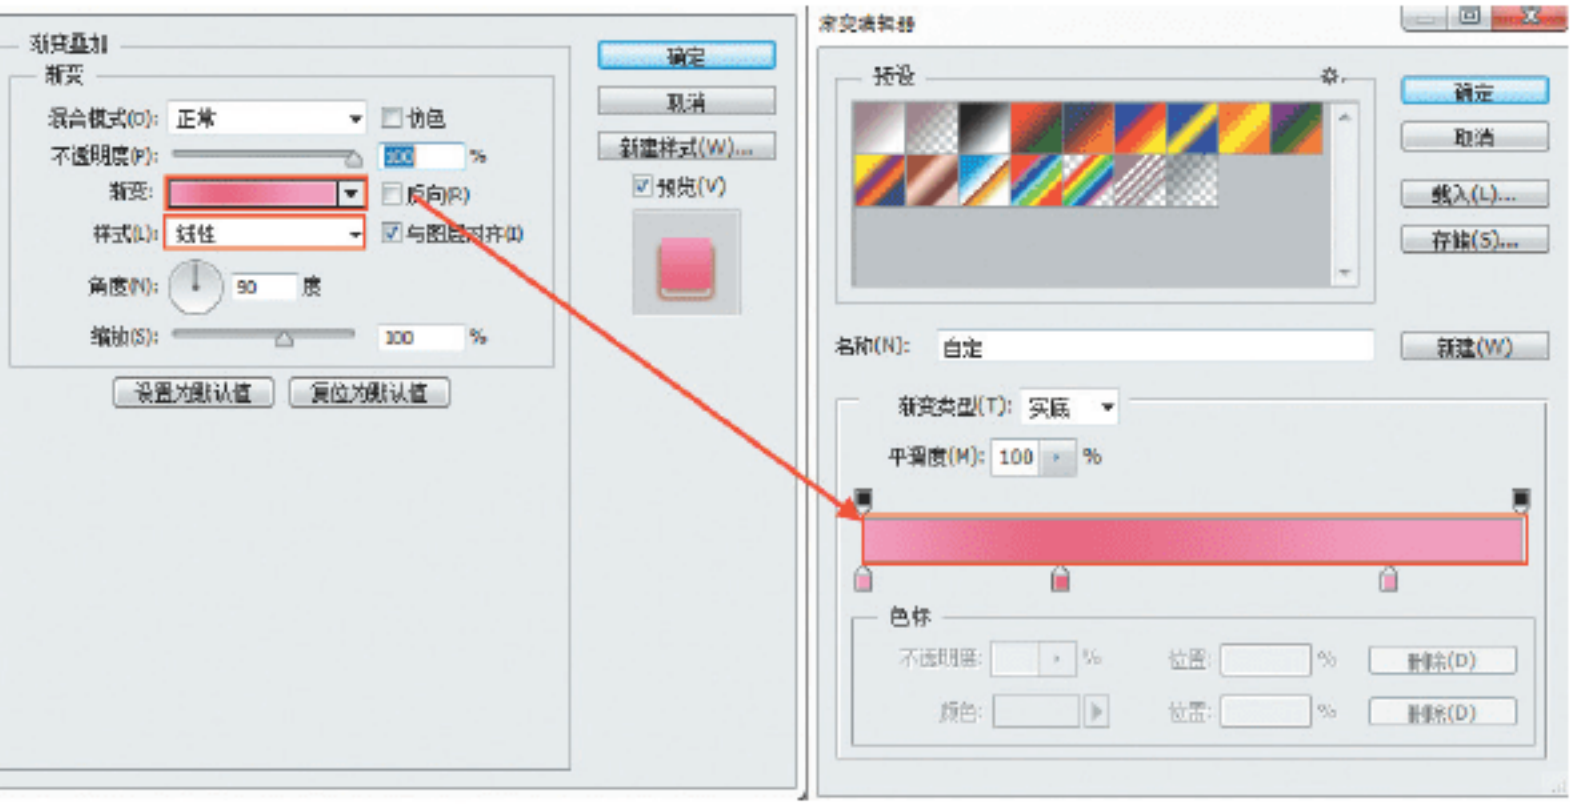 渐变叠加
渐变
混合模式(O): 正常 仿色
不透明度(P): 100 %
渐变: 反向(R)
样式(L): 线性 与图层对齐(I)
角度(N): 90 度
缩放(S): 100 %
设置为默认值 复位为默认值
确定
取消
新建样式(W)...
预览(V)
渐变编辑器
预设
确定
取消
载入(L)...
存储(S)...
名称(N): 自定 新建(W)
渐变类型(T): 实底
平滑度(M): 100 %
色标
不透明度: % 位置: % 删除(D)
颜色: 位置: % 删除(D)